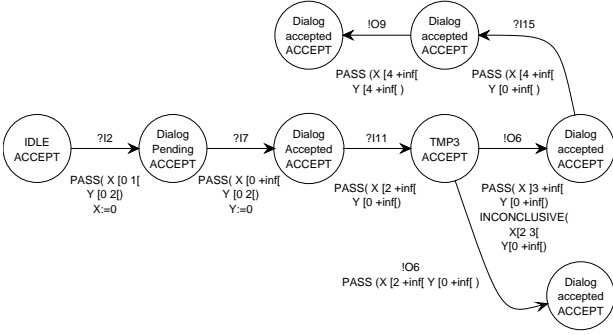 Dialog
accepted
ACCEPT
!O9
Dialog
accepted
ACCEPT
?I15
PASS (X [4 +inf[
Y [4 +inf[ )
PASS (X [4 +inf[
Y [0 +inf[ )
IDLE
ACCEPT
?I2
PASS( X [0 1[
Y [0 2[)
X:=0
Dialog
Pending
ACCEPT
?I7
PASS( X [0 +inf[
Y [0 2[)
Y:=0
Dialog
Accepted
ACCEPT
?I11
PASS( X [2 +inf[
Y [0 +inf[)
TMP3
ACCEPT
!O6
PASS( X ]3 +inf[
Y [0 +inf[)
INCONCLUSIVE(
X[2 3[
Y[0 +inf[)
Dialog
accepted
ACCEPT
!O6
PASS (X [2 +inf[ Y [0 +inf[ )
Dialog
accepted
ACCEPT